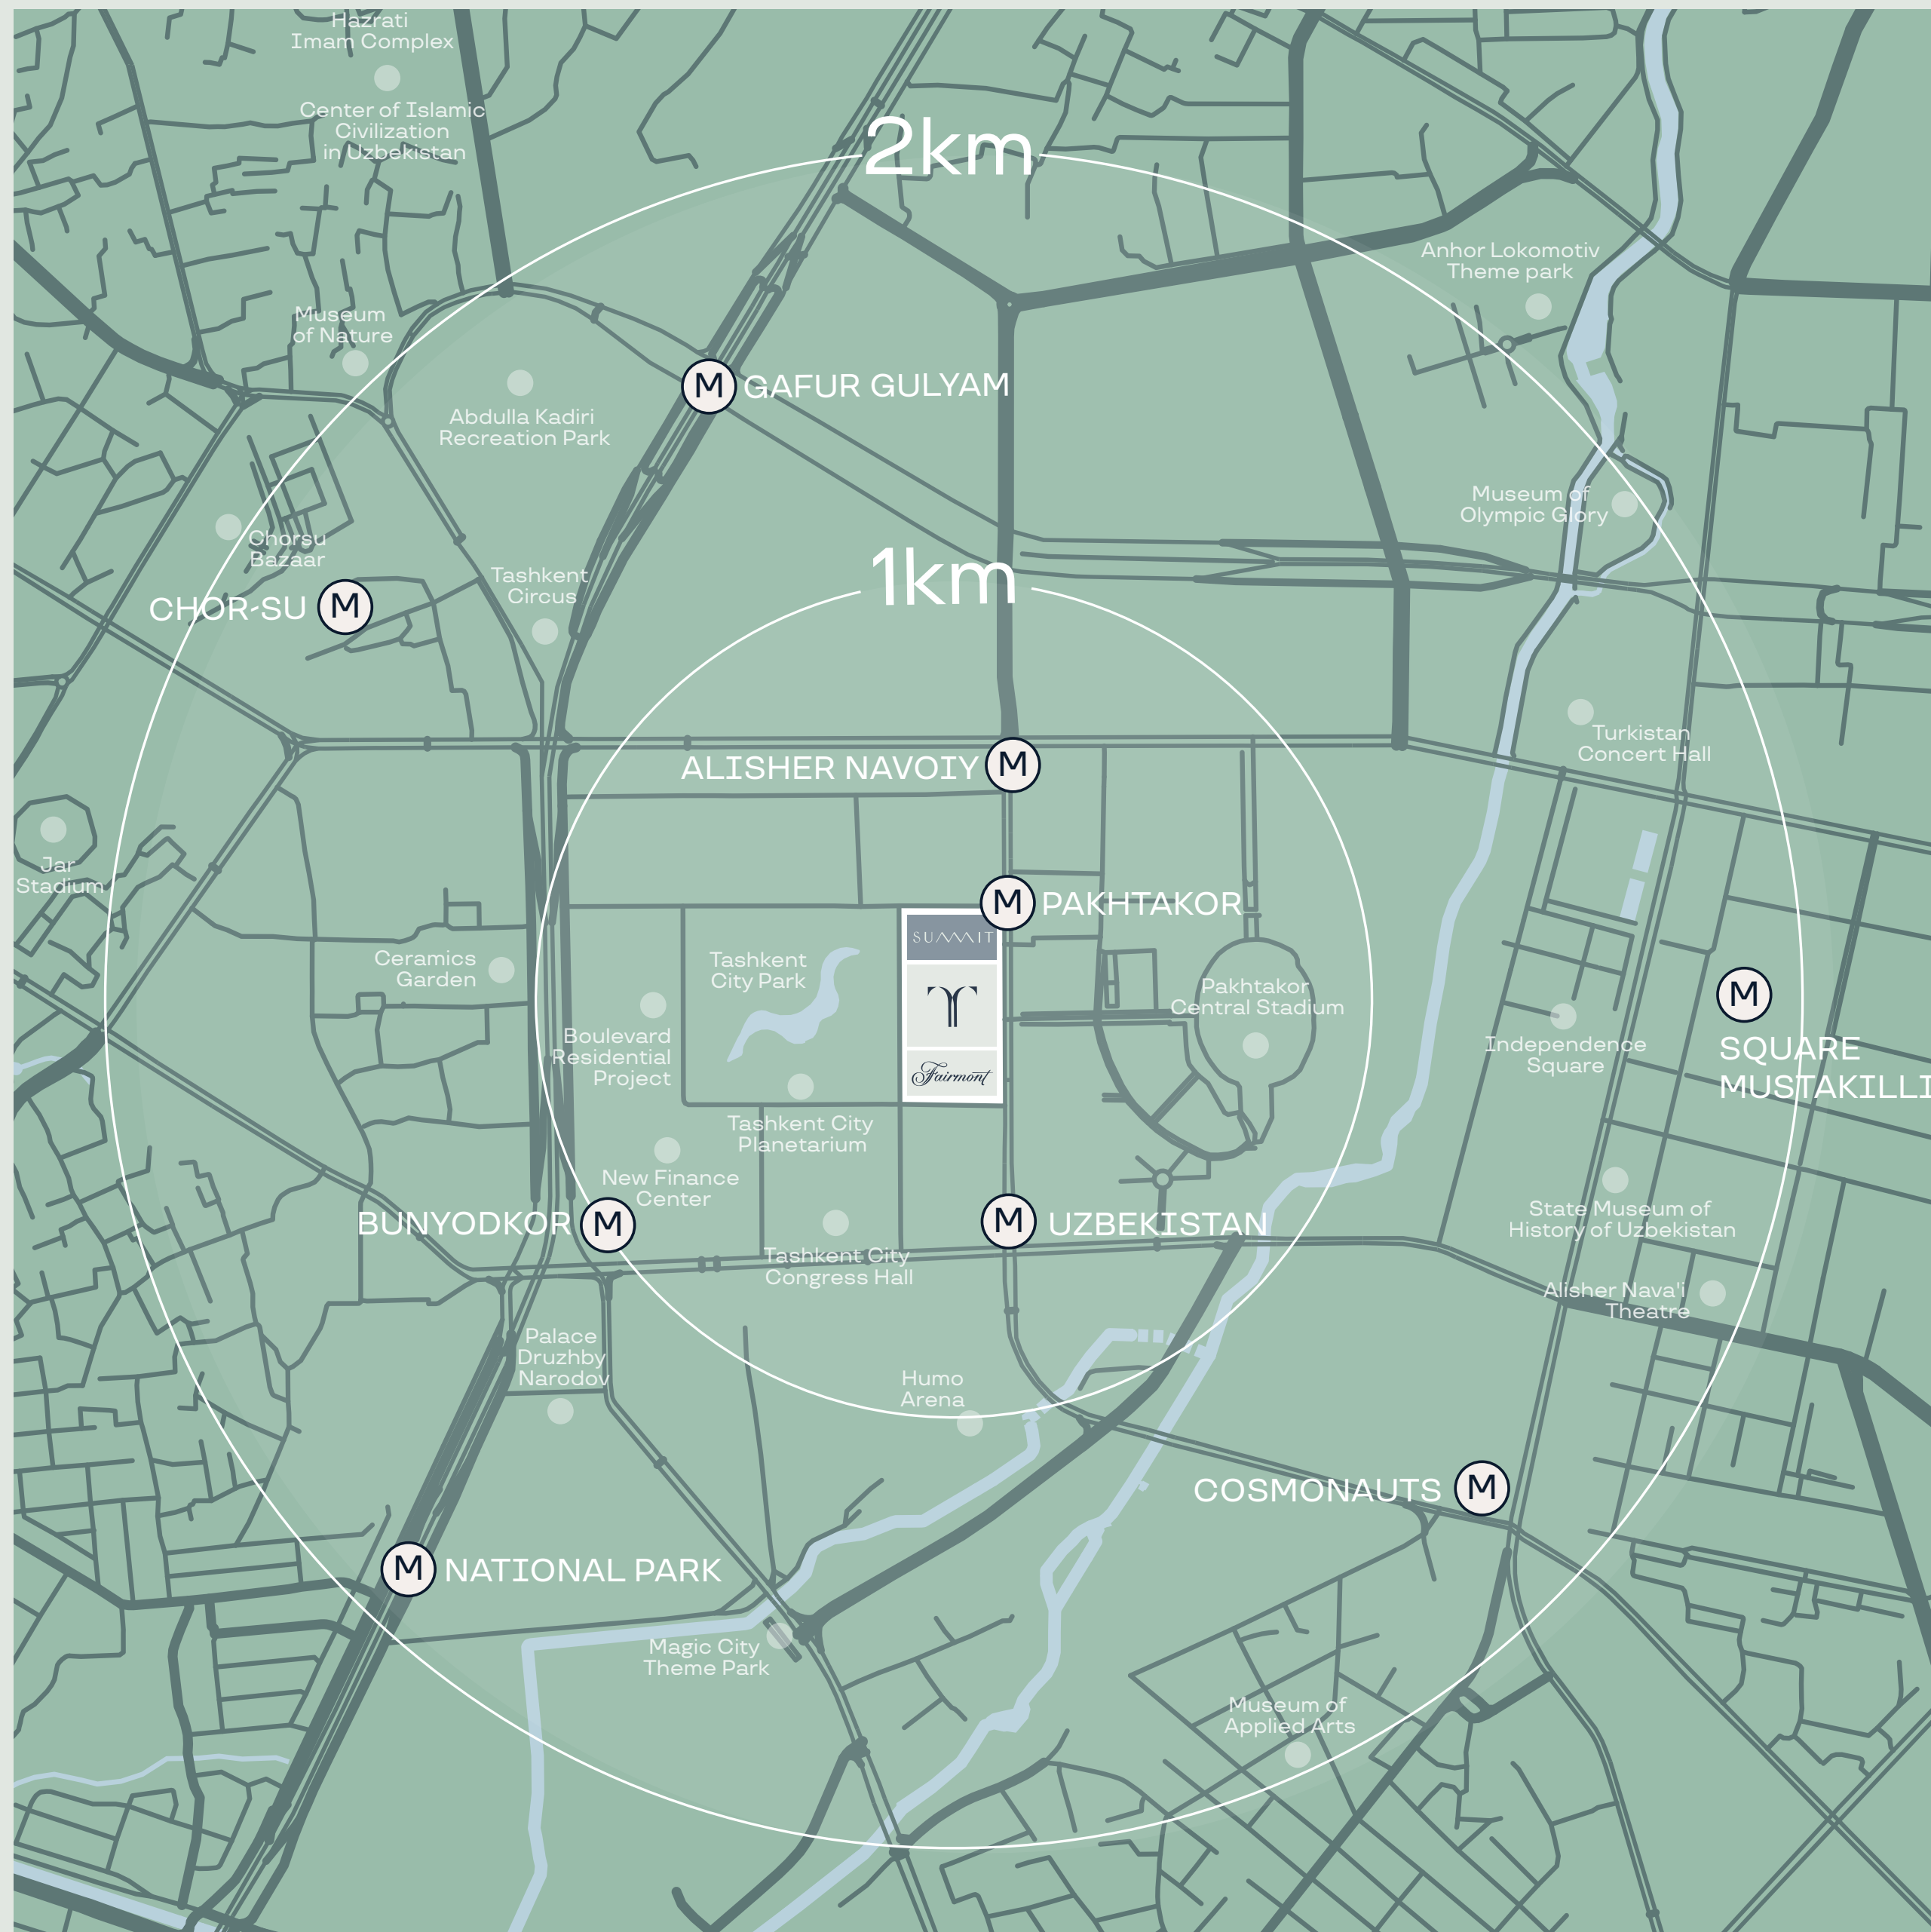 Hazrati
Imam Complex
Center of Islamic
Civilization
in Uzbekistan
2km
Anhor Lokomotiv
Theme park
Museum
of Nature
M
GAFUR GULYAM
Abdulla Kadiri
Recreation Park
Museum of
Olympic Glory
Chorsu
Bazaar
1km
Tashkent
Circus
CHOR-SU
M
Turkistan
Concert Hall
ALISHER NAVOIY
M
Jar
Stadium
M
PAKHTAKOR
SUMMIT
Ceramics
Garden
Tashkent
City Park
Pakhtakor
Central Stadium
M
SQUARE
MUSTAKILLI
Boulevard
Residential
Project
Independence
Square
Fairmont
Tashkent City
Planetarium
New Finance
Center
BUNYODKOR
M
M
UZBEKISTAN
State Museum of
History of Uzbekistan
Tashkent City
Congress Hall
Alisher Nava'i
Theatre
Palace
Druzhby
Narodov
Humo
Arena
COSMONAUTS
M
M
NATIONAL PARK
Magic City
Theme Park
Museum of
Applied Arts